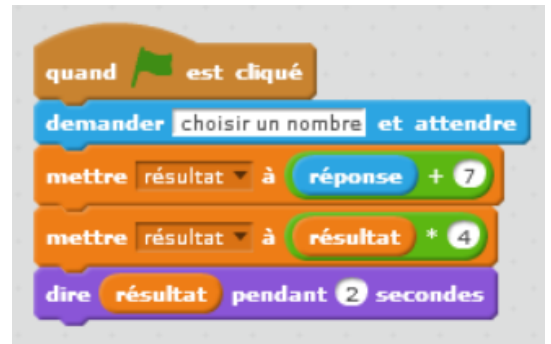 quand est cliqué
demander choisir un nombre et attendre
mettre résultat à réponse + 7
mettre résultat à résultat * 4
dire résultat pendant 2 secondes